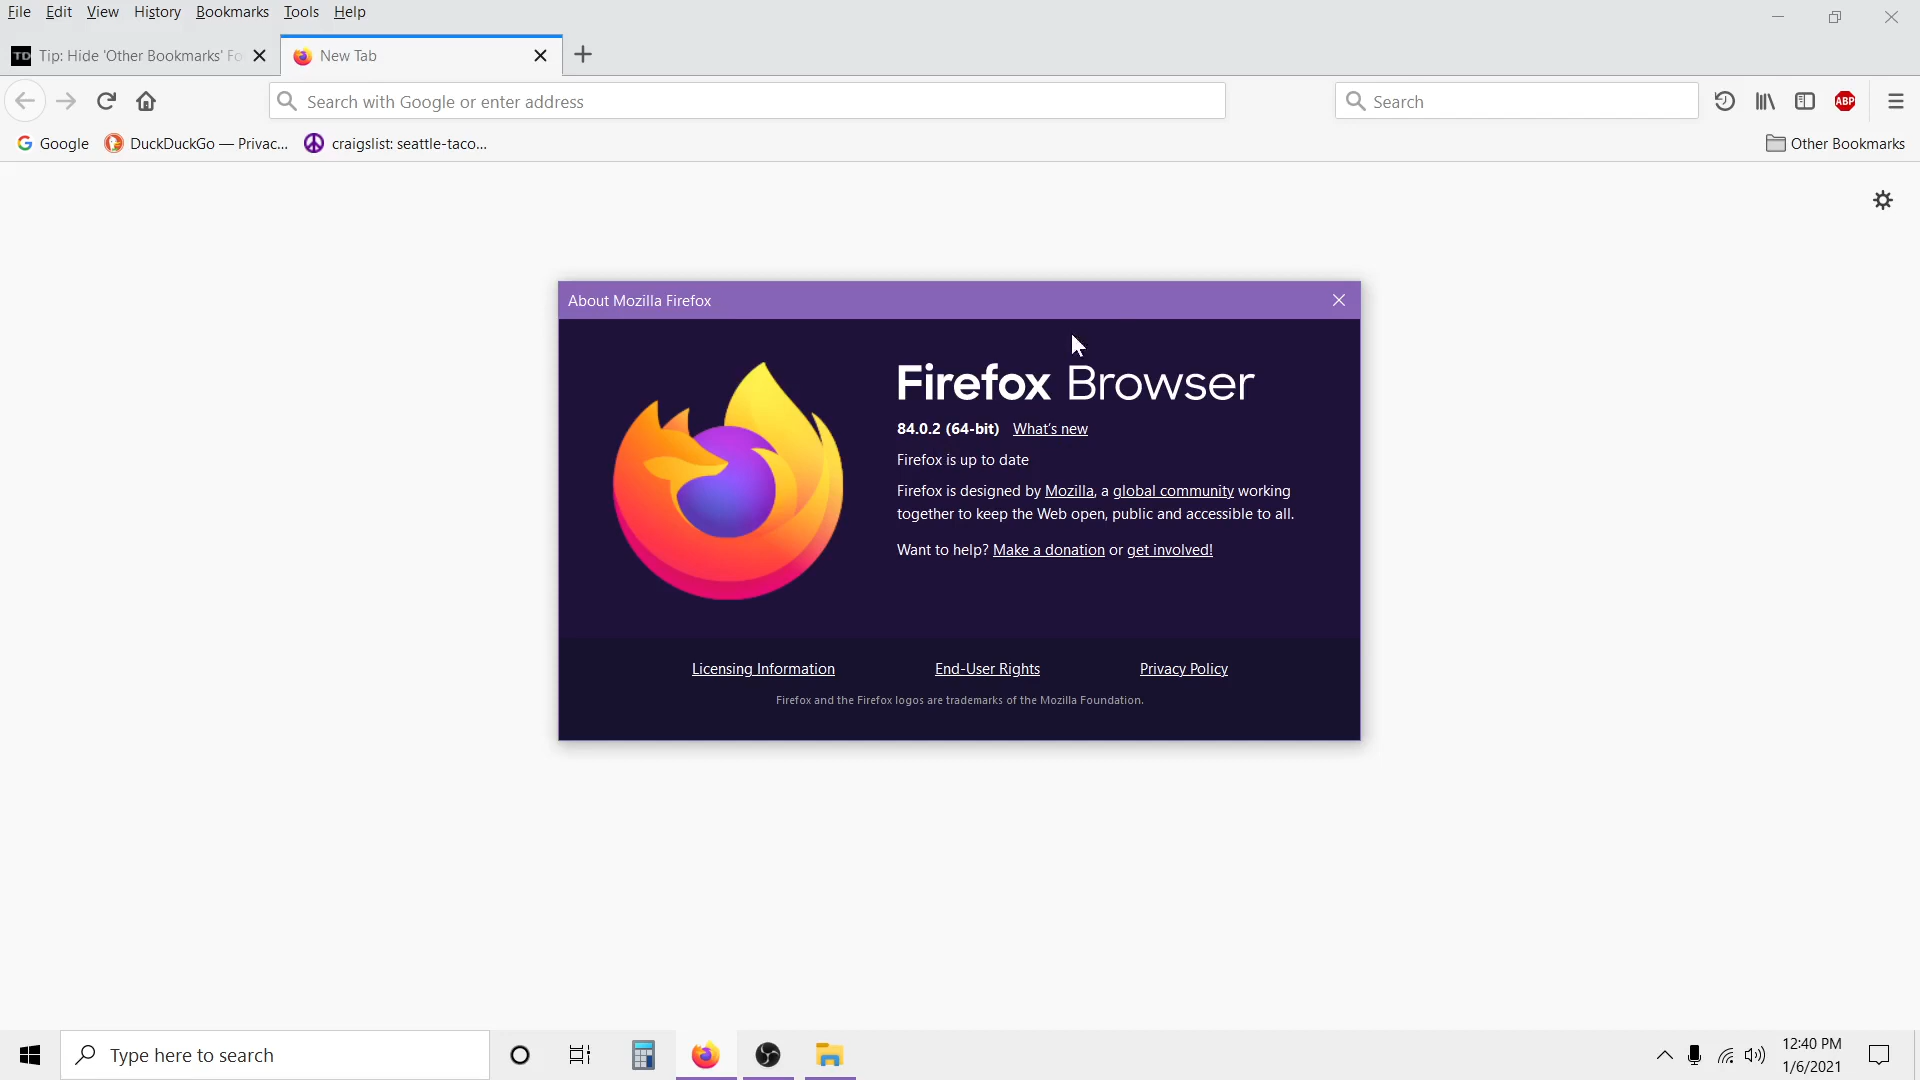 File Edit View History Bookmarks Tools Help
Tip: Hide 'Other Bookmarks' Fo
New Tab
Search with Google or enter address
Search
ABP
Google
DuckDuckGo — Privac...
craigslist: seattle-taco...
Other Bookmarks
About Mozilla Firefox
Firefox Browser
84.0.2 (64-bit) What's new
Firefox is up to date
Firefox is designed by Mozilla, a global community working
together to keep the Web open, public and accessible to all.
Want to help? Make a donation or get involved!
Licensing Information
End-User Rights
Privacy Policy
Firefox and the Firefox logos are trademarks of the Mozilla Foundation.
Type here to search
12:40 PM
1/6/2021
TD